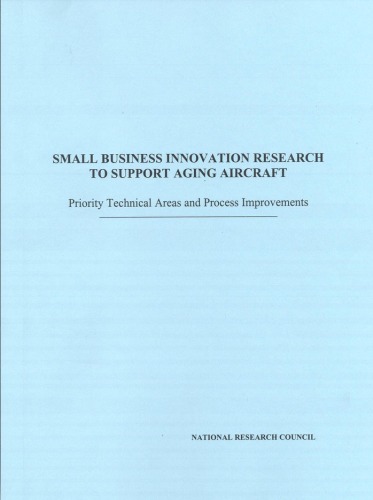 SMALL BUSINESS INNOVATION RESEARCH
TO SUPPORT AGING AIRCRAFT
Priority Technical Areas and Process Improvements
NATIONAL RESEARCH COUNCIL